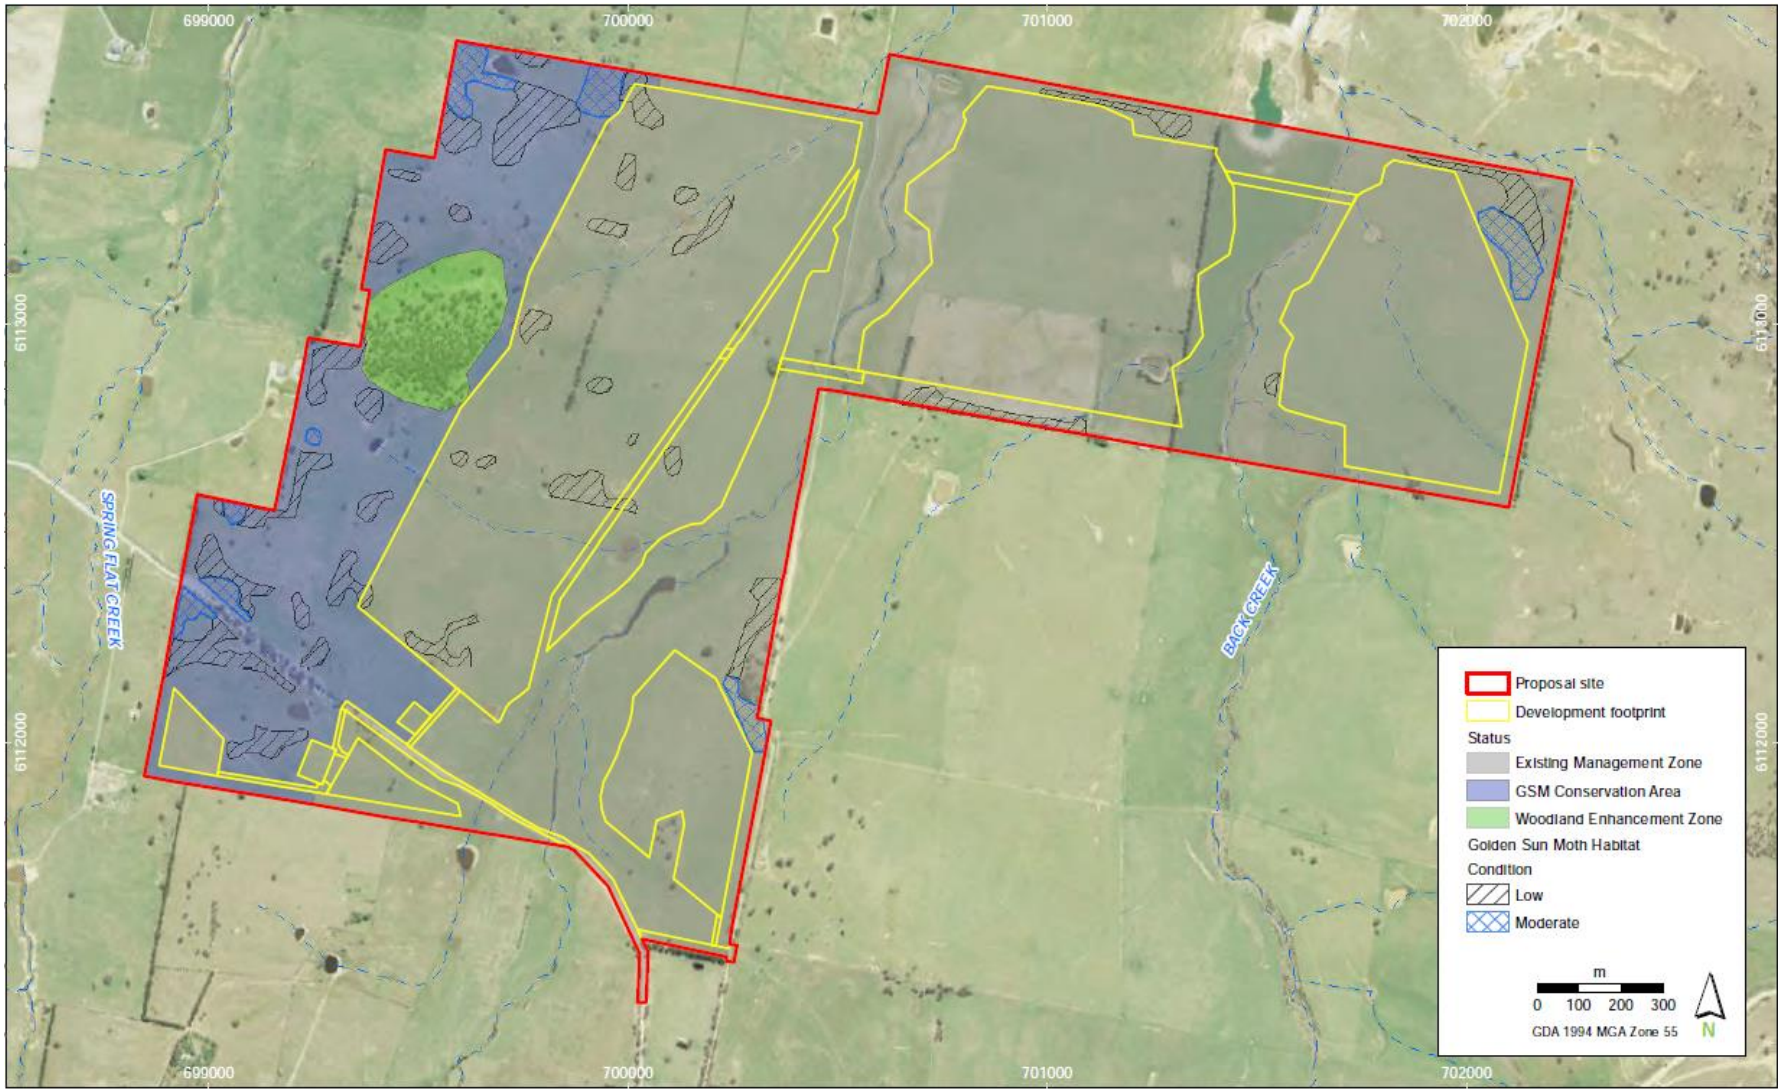 699000
700000
701000
702000
6113000
6113000
SPRING FLAT CREEK
BACK CREEK
6112000
6112000
Proposal site
Development footprint
Status
Existing Management Zone
GSM Conservation Area
Woodland Enhancement Zone
Golden Sun Moth Habitat
Condition
Low
Moderate
m
0 100 200 300
GDA 1994 MGA Zone 55
N
699000
700000
701000
702000